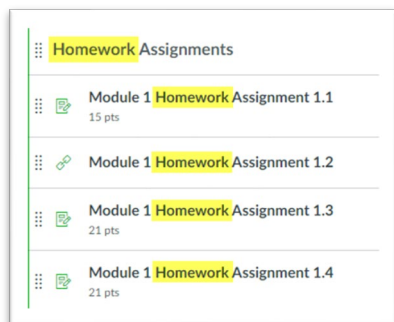 Homework Assignments
Module 1 Homework Assignment 1.1
15 pts
Module 1 Homework Assignment 1.2
Module 1 Homework Assignment 1.3
21 pts
Module 1 Homework Assignment 1.4
21 pts